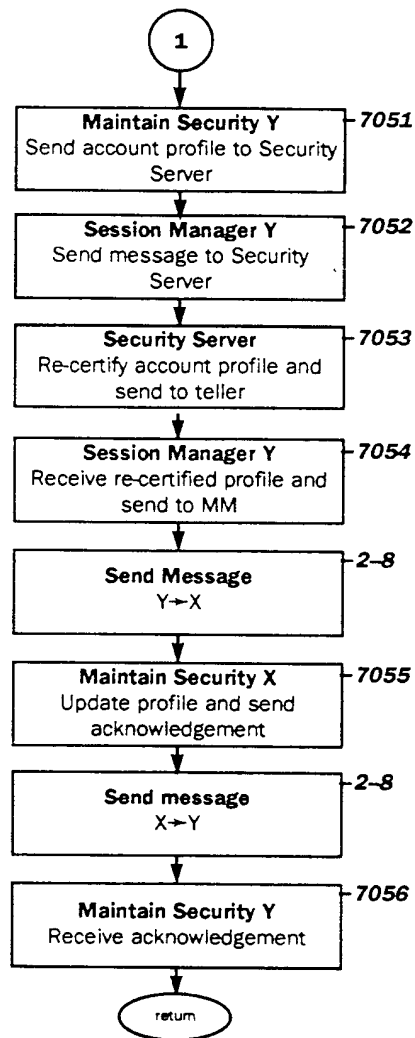 1
Maintain Security Y
7051
Send account profile to Security
Server
Session Manager Y
7052
Send message to Security
Server
Security Server
7053
Re-certify account profile and
send to teller
Session Manager Y
7054
Receive re-certified profile and
send to MM
2-8
Send Message
Y→X
Maintain Security X
7055
Update profile and send
acknowledgement
2-8
Send message
X→Y
7056
Maintain Security Y
Receive acknowledgement
return